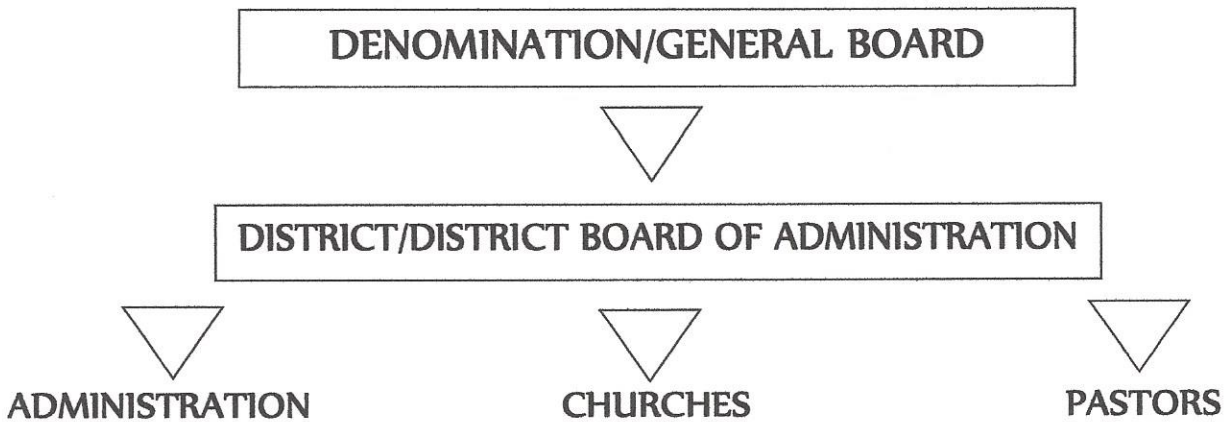 DENOMINATION/GENERAL BOARD
DISTRICT/DISTRICT BOARD OF ADMINISTRATION
ADMINISTRATION CHURCHES PASTORS